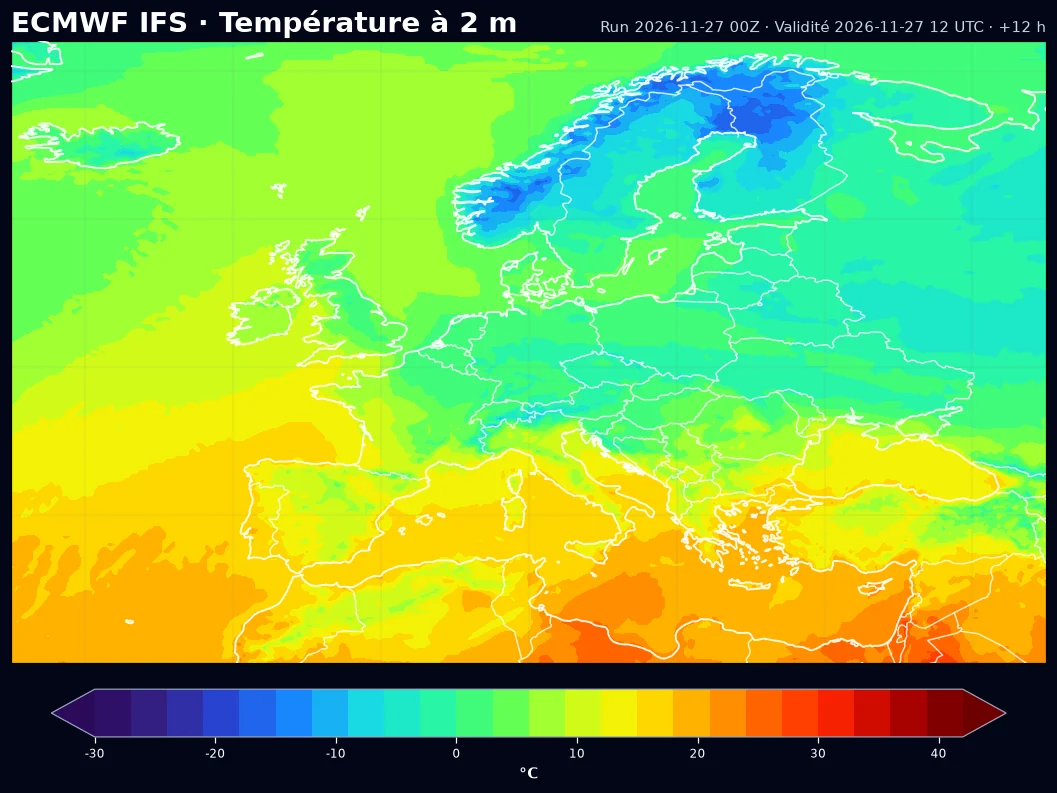 ECMWF IFS · Température à 2 m
Run 2026-11-27 00Z · Validité 2026-11-27 12 UTC · +12 h
-30 -20 -10 0 10 20 30 40
°C